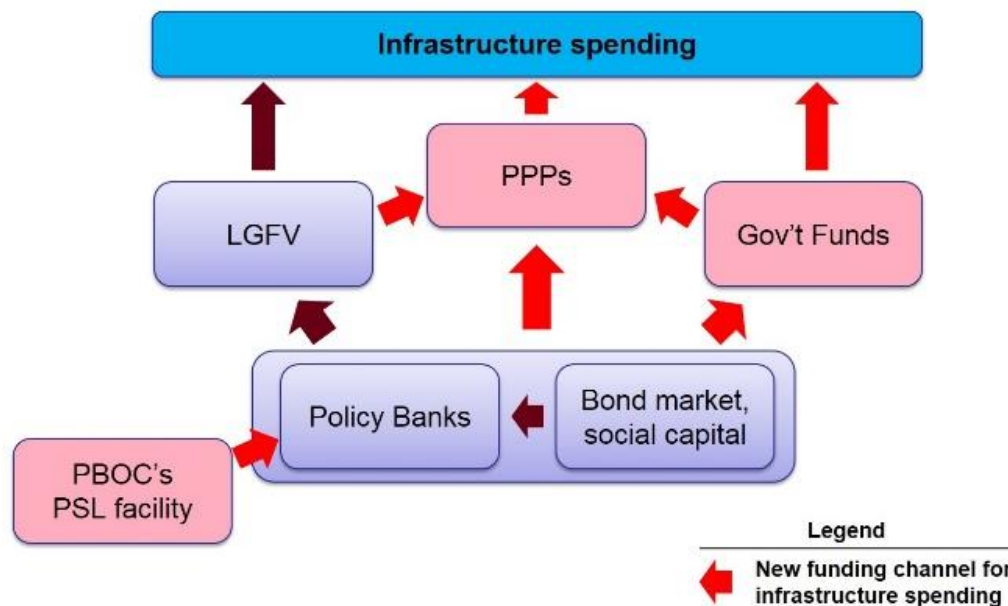 Infrastructure spending
PPPs
LGFV
Gov't Funds
Policy Banks
Bond market,
social capital
PBOC's
PSL facility
Legend
New funding channel for
infrastructure spending